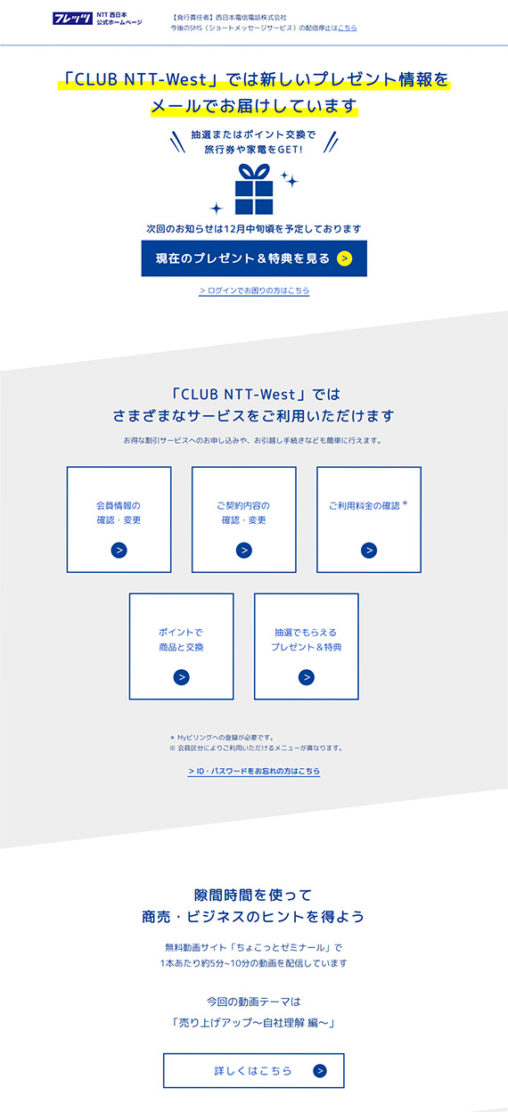 フレッツ
NTT 西日本
公式ホームページ
【発行責任者】西日本電信電話株式会社
今後のSMS（ショートメッセージサービス）の配信停止はこちら
「CLUB NTT-West」では新しいプレゼント情報を
メールでお届けしています
抽選またはポイント交換で
旅行券や家電をGET!
次回のお知らせは12月中旬頃を予定しております
現在のプレゼント＆特典を見る >
> ログインでお困りの方はこちら
「CLUB NTT-West」では
さまざまなサービスをご利用いただけます
お得な割引サービスへのお申し込みや、お引越し手続きなども簡単に行えます。
会員情報の
確認・変更
>
ご契約内容の
確認・変更
>
ご利用料金の確認 *
>
ポイントで
商品と交換
>
抽選でもらえる
プレゼント＆特典
>
* Myビリングへの登録が必要です。
※ 会員区分によりご利用いただけるメニューが異なります。
> ID・パスワードをお忘れの方はこちら
隙間時間を使って
商売・ビジネスのヒントを得よう
無料動画サイト「ちょこっとゼミナール」で
1本あたり約5分~10分の動画を配信しています
今回の動画テーマは
「売り上げアップ～自社理解 編～」
詳しくはこちら >